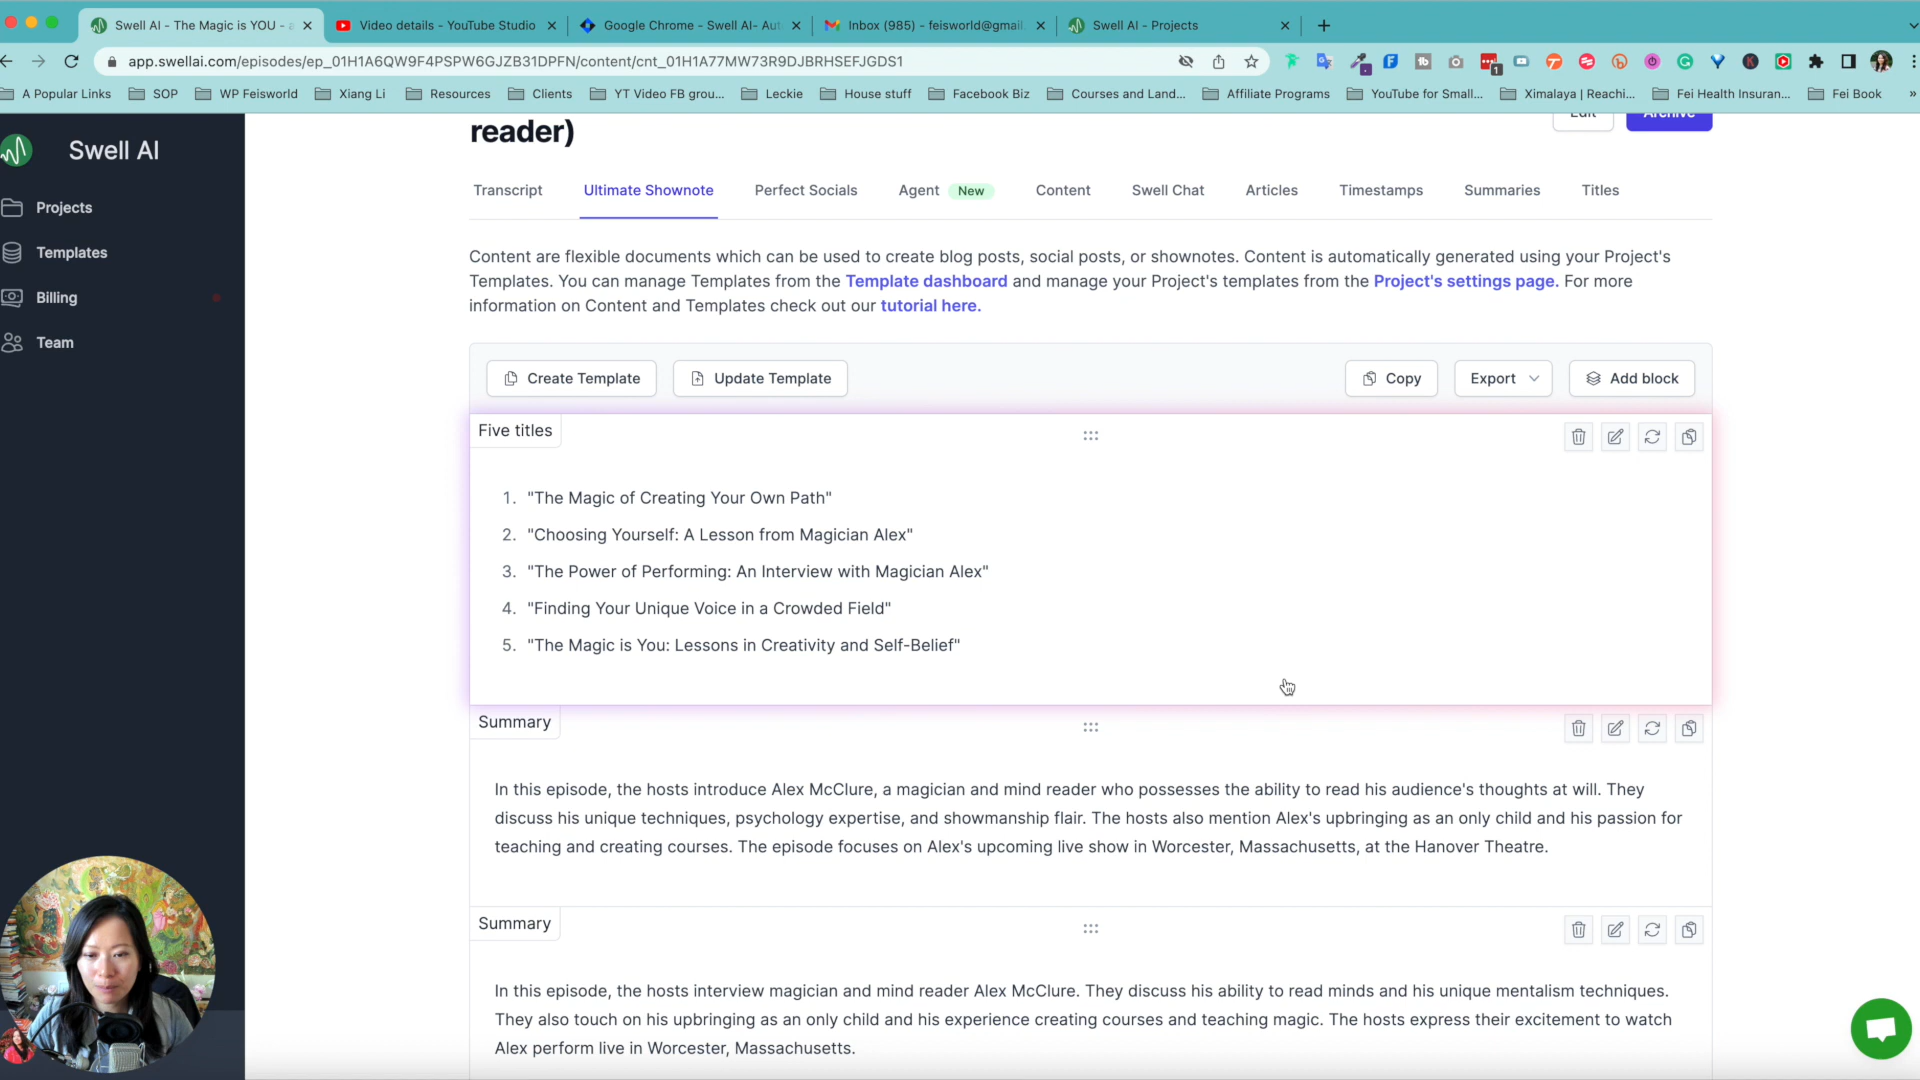 Swell AI - The Magic is YOU - a
Video details - YouTube Studio
Google Chrome - Swell AI- Aut
Inbox (985) - feisworld@gmail.
Swell AI - Projects
app.swellai.com/episodes/ep_01H1A6QW9F4PSPW6GJZB31DPFN/content/cnt_01H1A77MW73R9DJBRHSEFJGDS1
A Popular Links
SOP
WP Feisworld
Xiang Li
Resources
Clients
YT Video FB grou...
Leckie
House stuff
Facebook Biz
Courses and Land...
Affiliate Programs
YouTube for Small...
Ximalaya | Reachi...
Fei Health Insuran...
Fei Book
»
Swell AI
Projects
Templates
Billing
Team
reader)
Edit
Archive
Transcript
Ultimate Shownote
Perfect Socials
Agent New
Content
Swell Chat
Articles
Timestamps
Summaries
Titles
Content are flexible documents which can be used to create blog posts, social posts, or shownotes. Content is automatically generated using your Project's
Templates. You can manage Templates from the Template dashboard and manage your Project's templates from the Project's settings page. For more
information on Content and Templates check out our tutorial here.
Create Template
Update Template
Copy
Export
Add block
Five titles
1. "The Magic of Creating Your Own Path"
2. "Choosing Yourself: A Lesson from Magician Alex"
3. "The Power of Performing: An Interview with Magician Alex"
4. "Finding Your Unique Voice in a Crowded Field"
5. "The Magic is You: Lessons in Creativity and Self-Belief"
Summary
In this episode, the hosts introduce Alex McClure, a magician and mind reader who possesses the ability to read his audience's thoughts at will. They
discuss his unique techniques, psychology expertise, and showmanship flair. The hosts also mention Alex's upbringing as an only child and his passion for
teaching and creating courses. The episode focuses on Alex's upcoming live show in Worcester, Massachusetts, at the Hanover Theatre.
Summary
In this episode, the hosts interview magician and mind reader Alex McClure. They discuss his ability to read minds and his unique mentalism techniques.
They also touch on his upbringing as an only child and his experience creating courses and teaching magic. The hosts express their excitement to watch
Alex perform live in Worcester, Massachusetts.